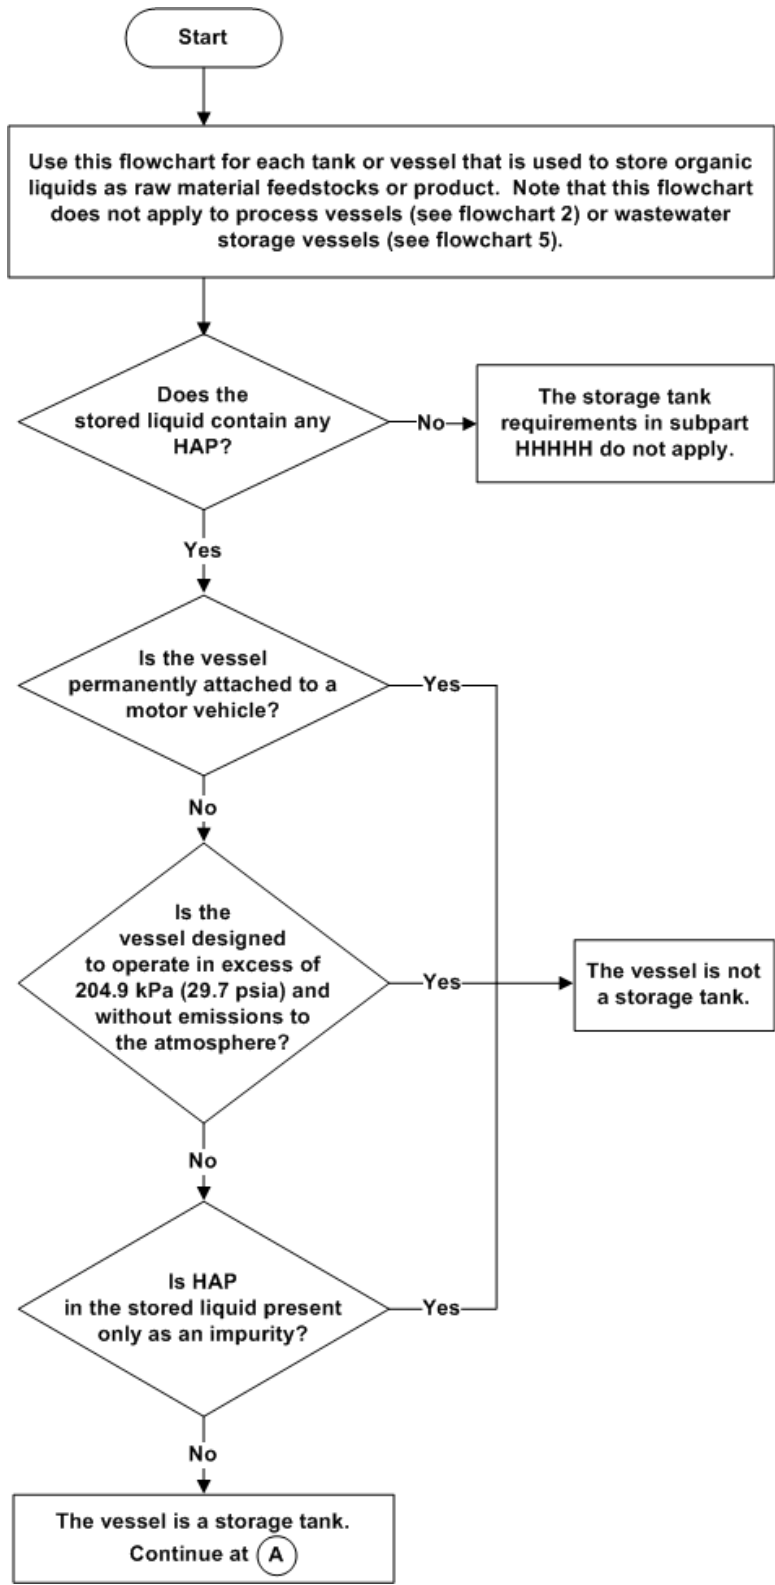 Start
Use this flowchart for each tank or vessel that is used to store organic
liquids as raw material feedstocks or product. Note that this flowchart
does not apply to process vessels (see flowchart 2) or wastewater
storage vessels (see flowchart 5).
Does the
stored liquid contain any
HAP?
No
The storage tank
requirements in subpart
HHHHH do not apply.
Yes
Is the vessel
permanently attached to a
motor vehicle?
Yes
No
Is the
vessel designed
to operate in excess of
204.9 kPa (29.7 psia) and
without emissions to
the atmosphere?
Yes
The vessel is not
a storage tank.
No
Is HAP
in the stored liquid present
only as an impurity?
Yes
No
The vessel is a storage tank.
Continue at A